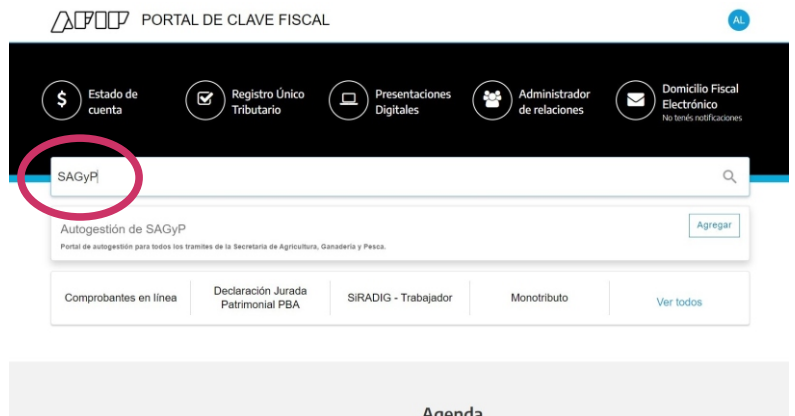 AFIP PORTAL DE CLAVE FISCAL
AL
Estado de
cuenta
Registro Único
Tributario
Presentaciones
Digitales
Administrador
de relaciones
Domicilio Fiscal
Electrónico
No tenés notificaciones
SAGyP
Autogestión de SAGyP
Agregar
Portal de autogestión para todos los tramites de la Secretaría de Agricultura, Ganadería y Pesca.
Comprobantes en línea
Declaración Jurada
Patrimonial PBA
SiRADIG - Trabajador
Monotributo
Ver todos
Agenda